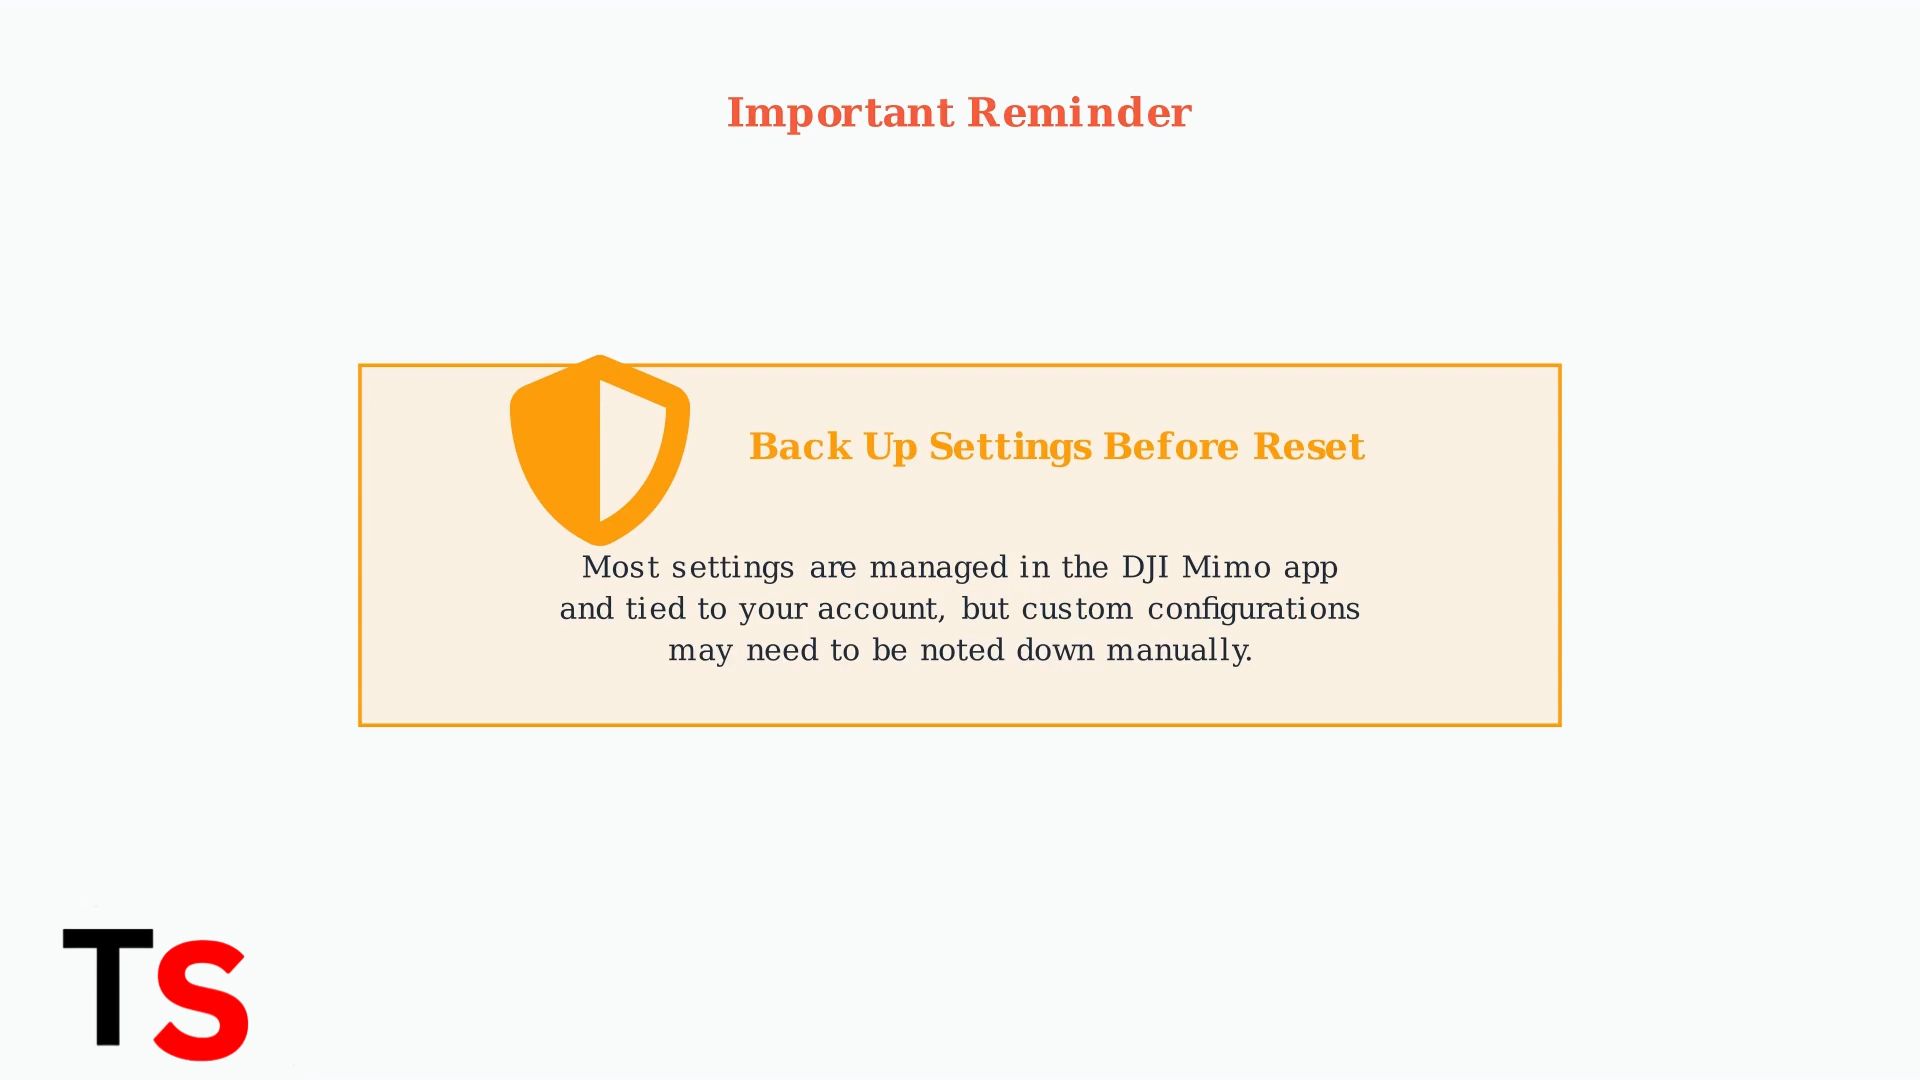 Important Reminder
Back Up Settings Before Reset
Most settings are managed in the DJI Mimo app
and tied to your account, but custom configurations
may need to be noted down manually.
TS